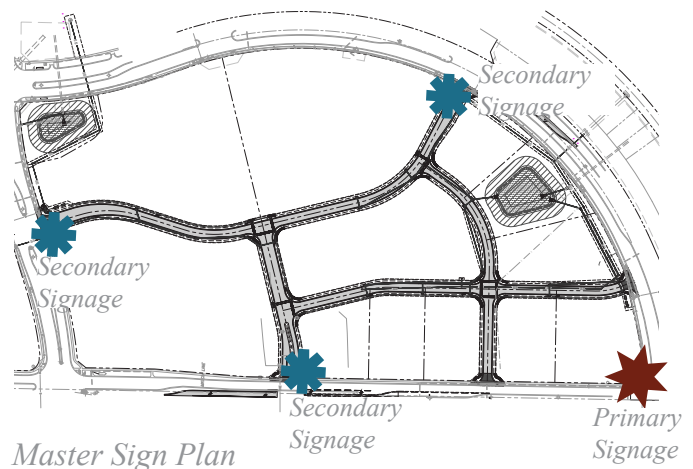 Secondary
Signage
Secondary
Signage
Secondary
Signage
Primary
Signage
Master Sign Plan